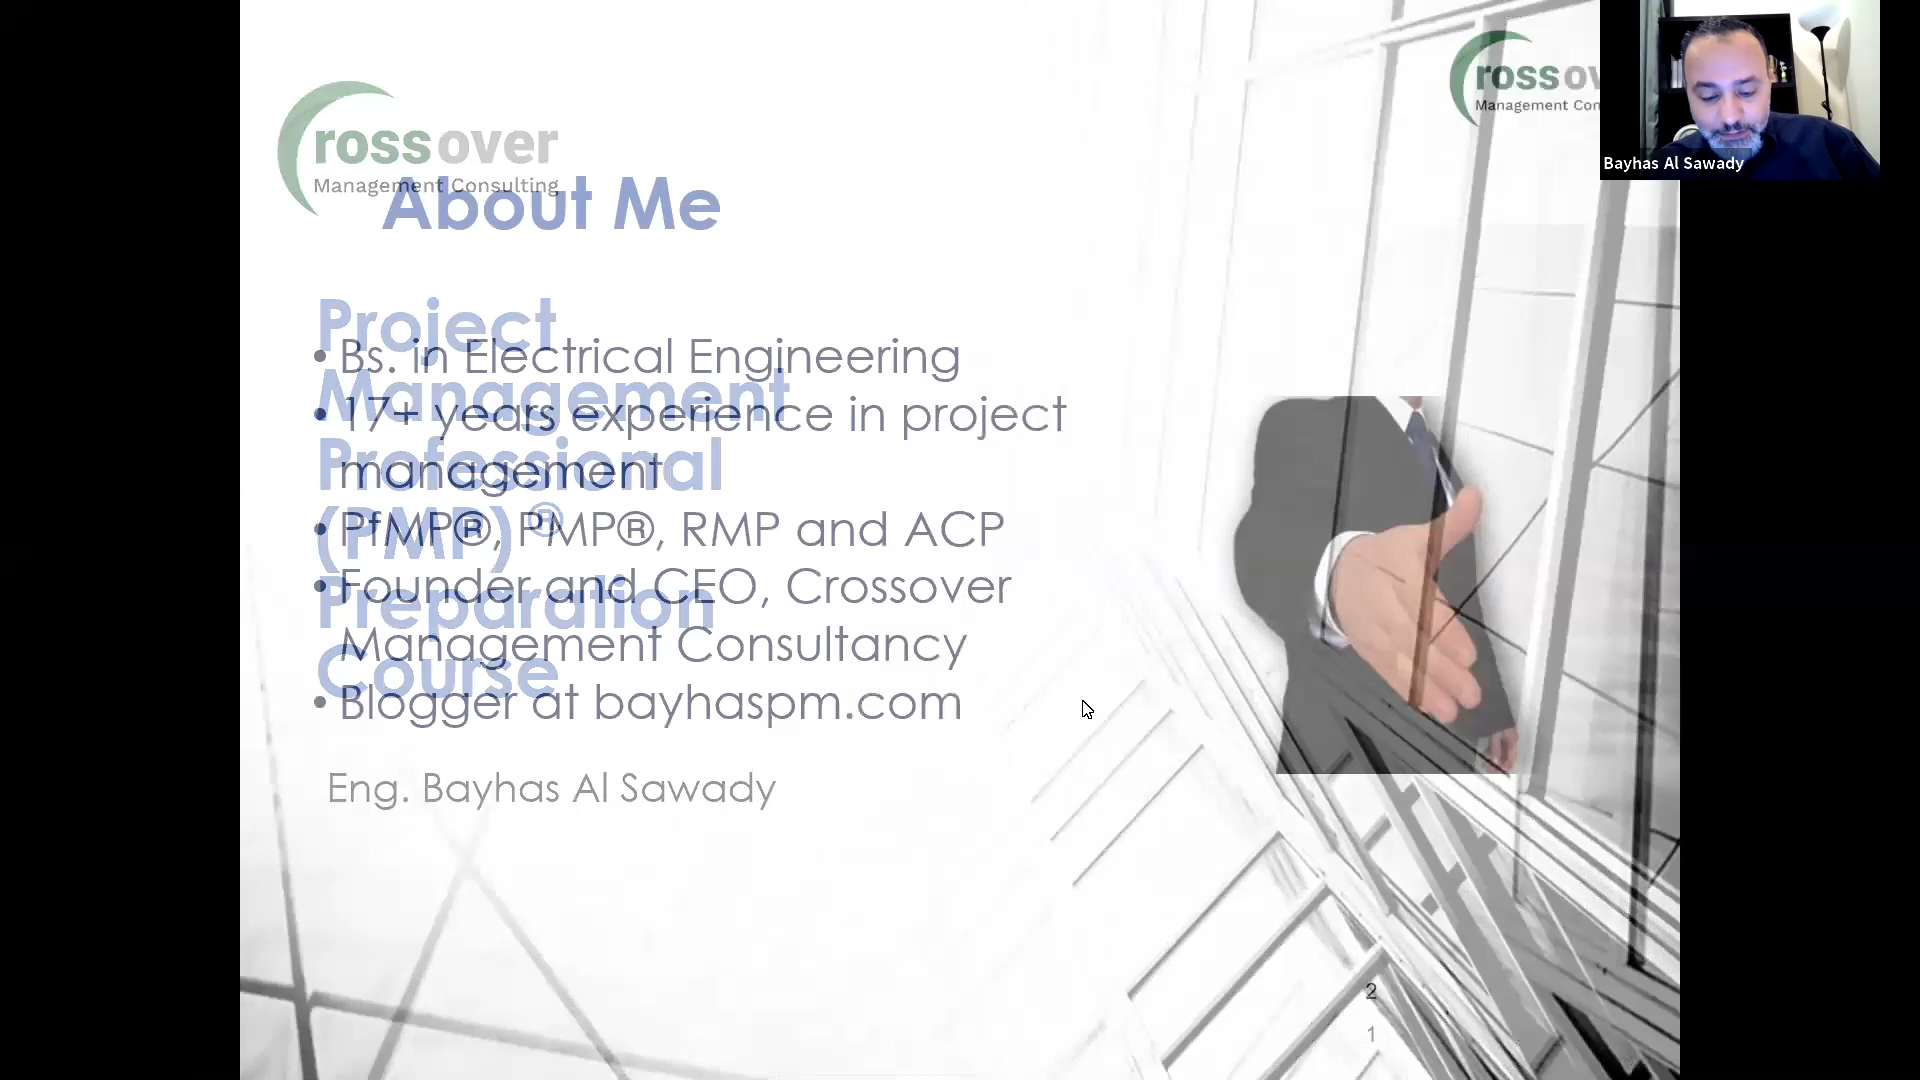 rossover
Management Consulting
rossov
Management Con
Bayhas Al Sawady
About Me
Project
Management
Professional
(PMP)®
Preparation
Course
• Bs. in Electrical Engineering
• 17+ years experience in project
management
• PfMP®, PMP®, RMP and ACP
• Founder and CEO, Crossover
Management Consultancy
• Blogger at bayhaspm.com
Eng. Bayhas Al Sawady
2
1